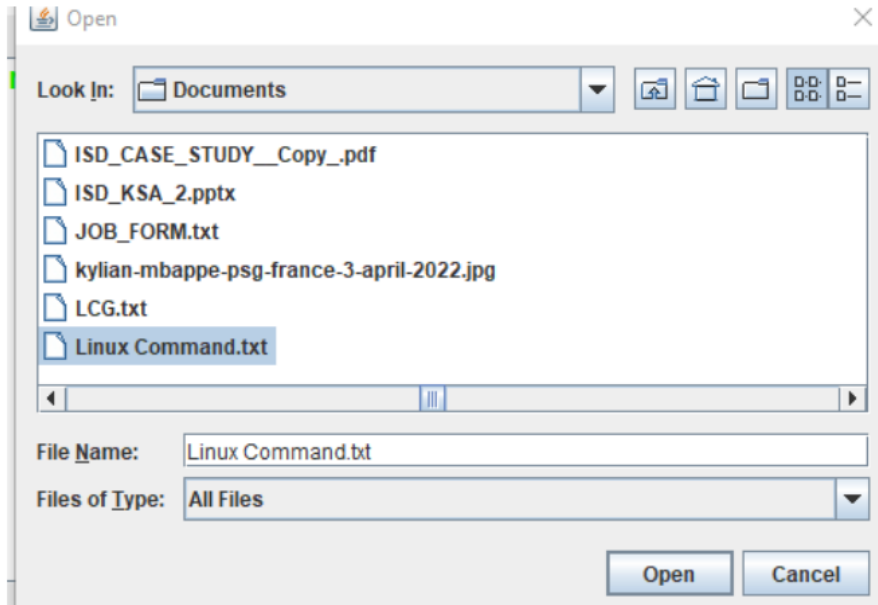 Open
Look In: Documents
ISD_CASE_STUDY__Copy_.pdf
ISD_KSA_2.pptx
JOB_FORM.txt
kylian-mbappe-psg-france-3-april-2022.jpg
LCG.txt
Linux Command.txt
File Name: Linux Command.txt
Files of Type: All Files
Open Cancel